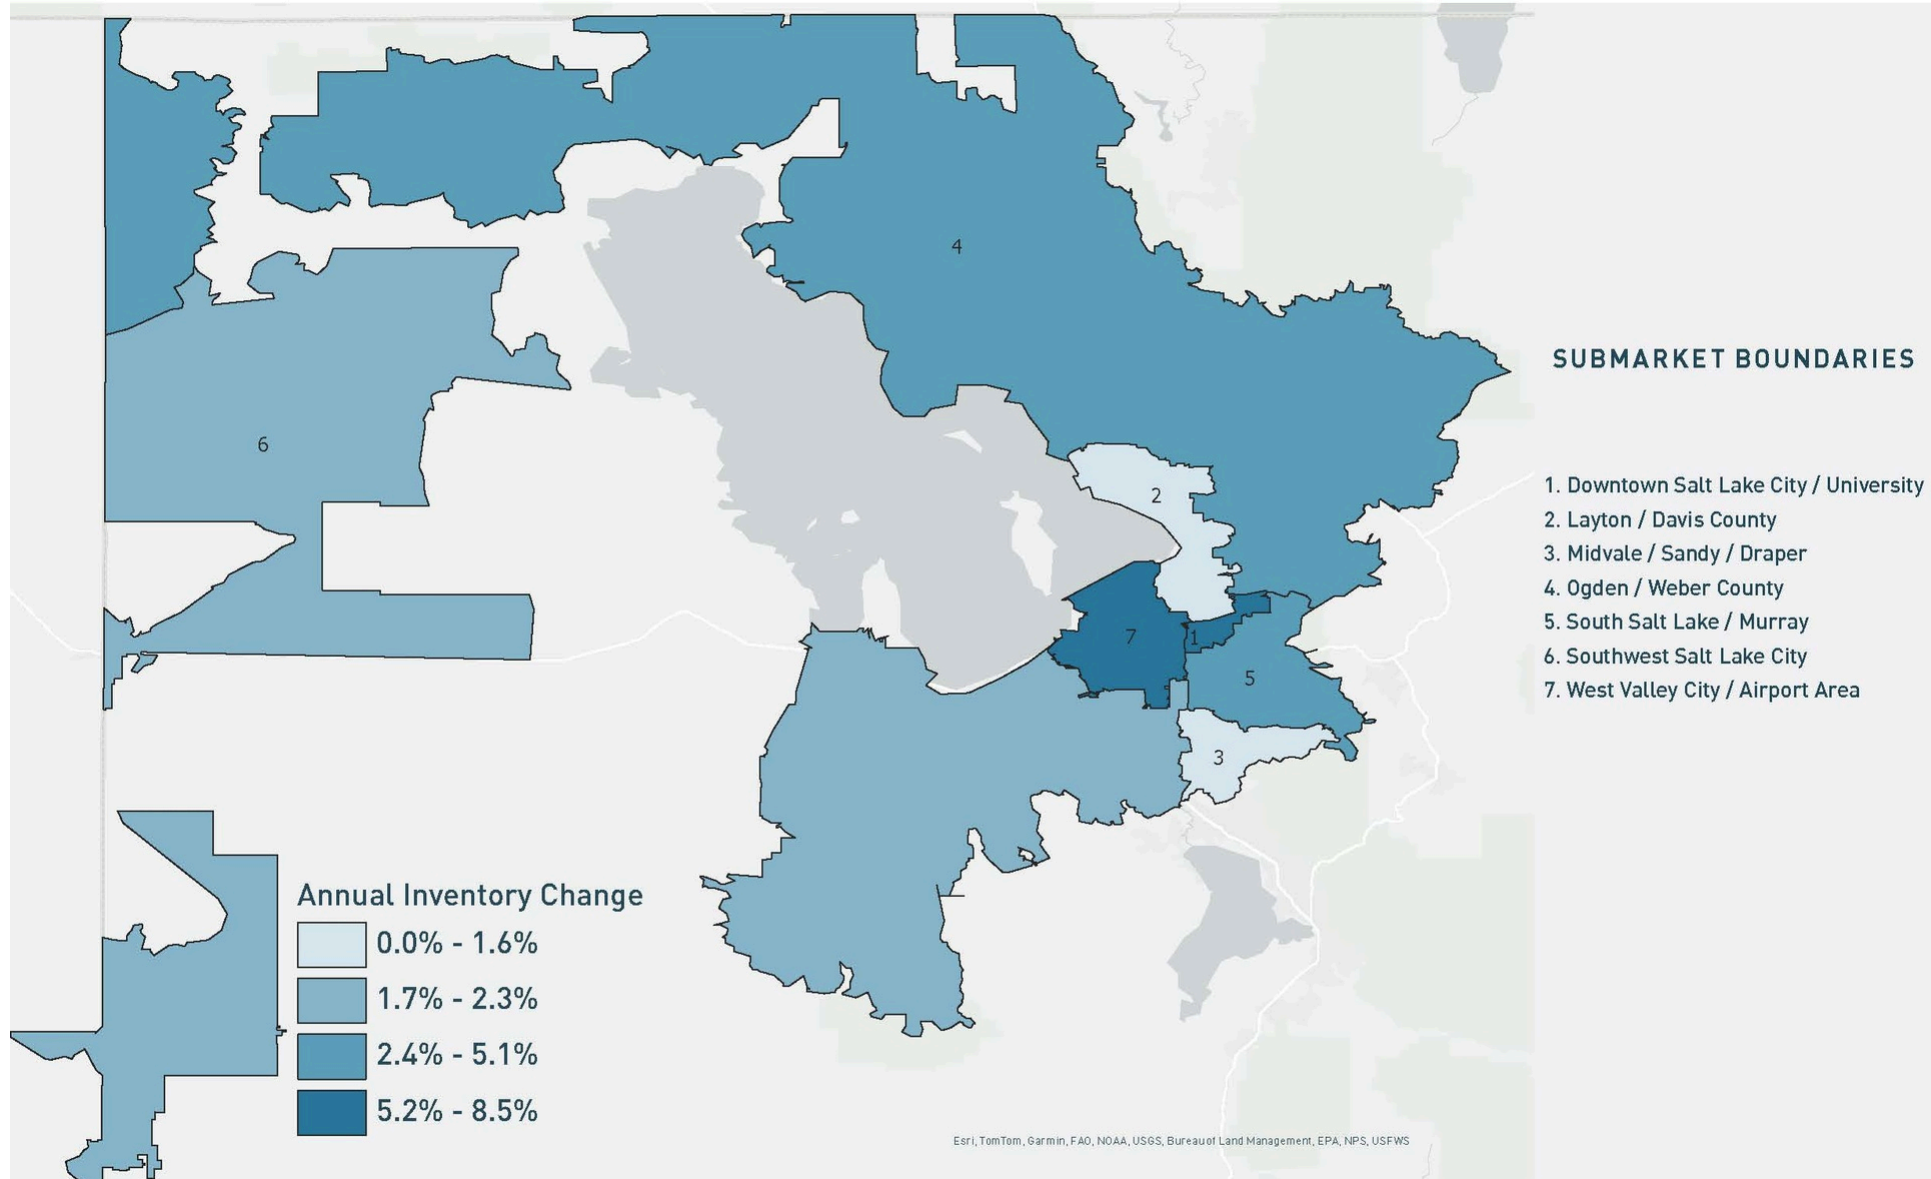 4
SUBMARKET BOUNDARIES
6
2
1. Downtown Salt Lake City / University
2. Layton / Davis County
3. Midvale / Sandy / Draper
4. Ogden / Weber County
5. South Salt Lake / Murray
6. Southwest Salt Lake City
7. West Valley City / Airport Area
7
1
5
3
Annual Inventory Change
0.0% - 1.6%
1.7% - 2.3%
2.4% - 5.1%
5.2% - 8.5%
Esri, TomTom, Garmin, FAO, NOAA, USGS, Bureau of Land Management, EPA, NPS, USFWS